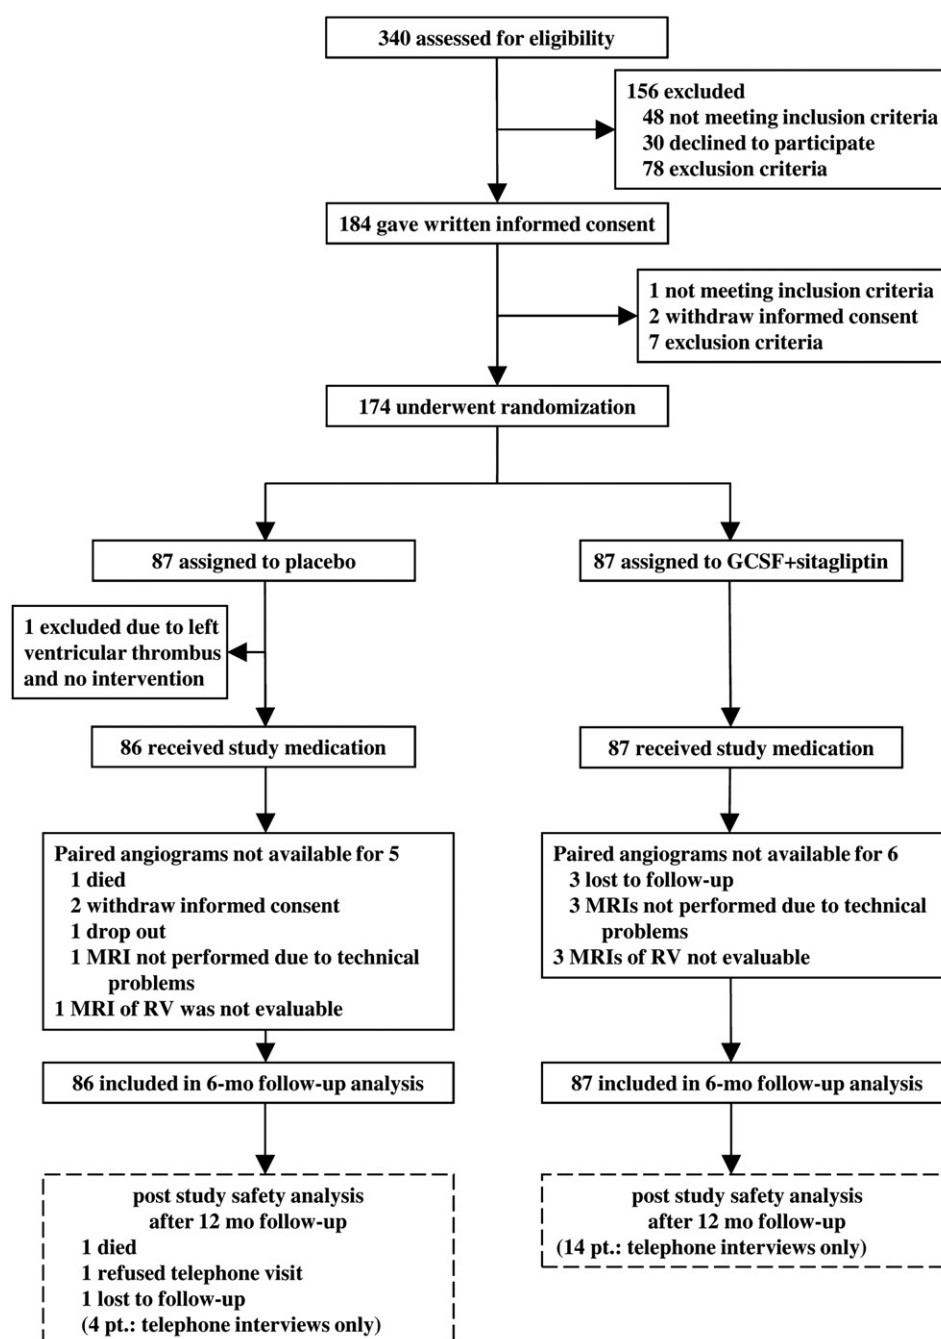 340 assessed for eligibility
156 excluded
48 not meeting inclusion criteria
30 declined to participate
78 exclusion criteria
184 gave written informed consent
1 not meeting inclusion criteria
2 withdraw informed consent
7 exclusion criteria
174 underwent randomization
87 assigned to placebo
87 assigned to GCSF+sitagliptin
1 excluded due to left
ventricular thrombus
and no intervention
86 received study medication
87 received study medication
Paired angiograms not available for 5
1 died
2 withdraw informed consent
1 drop out
1 MRI not performed due to technical
problems
1 MRI of RV was not evaluable
Paired angiograms not available for 6
3 lost to follow-up
3 MRIs not performed due to technical
problems
3 MRIs of RV not evaluable
86 included in 6-mo follow-up analysis
87 included in 6-mo follow-up analysis
post study safety analysis
after 12 mo follow-up
1 died
1 refused telephone visit
1 lost to follow-up
(4 pt.: telephone interviews only)
post study safety analysis
after 12 mo follow-up
(14 pt.: telephone interviews only)